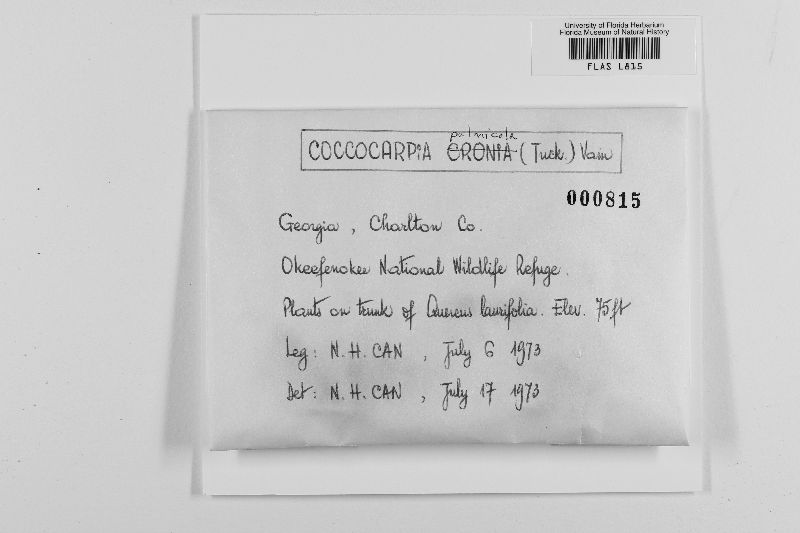 University of Florida Herbarium
Florida Museum of Natural History
FLAS L815
palmicola
COCCOCARPIA CRONIA (Tuck.) Vain
000815
Georgia, Charlton Co.
Okeefenokee National Wildlife Refuge.
Plants on trunk of Quercus laurifolia. Elev. 75ft
Leg: N.H. CAN, July 6 1973
Det: N.H. CAN, July 17 1973